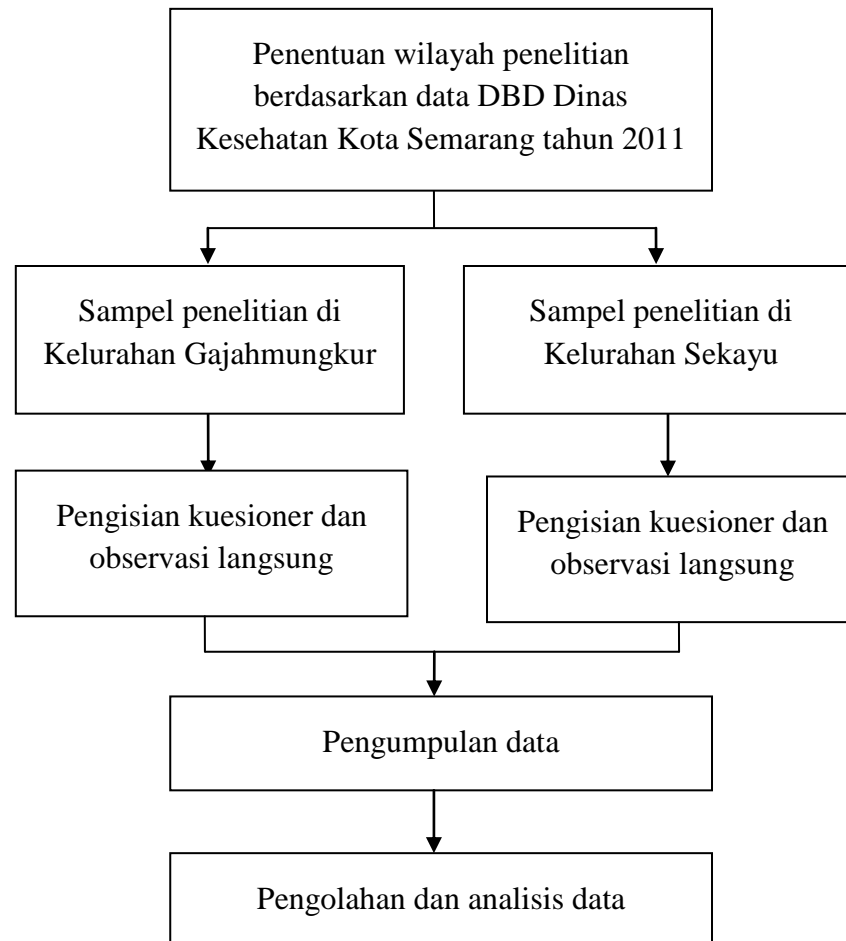 Penentuan wilayah penelitian
berdasarkan data DBD Dinas
Kesehatan Kota Semarang tahun 2011
Sampel penelitian di
Kelurahan Gajahmungkur
Sampel penelitian di
Kelurahan Sekayu
Pengisian kuesioner dan
observasi langsung
Pengisian kuesioner dan
observasi langsung
Pengumpulan data
Pengolahan dan analisis data